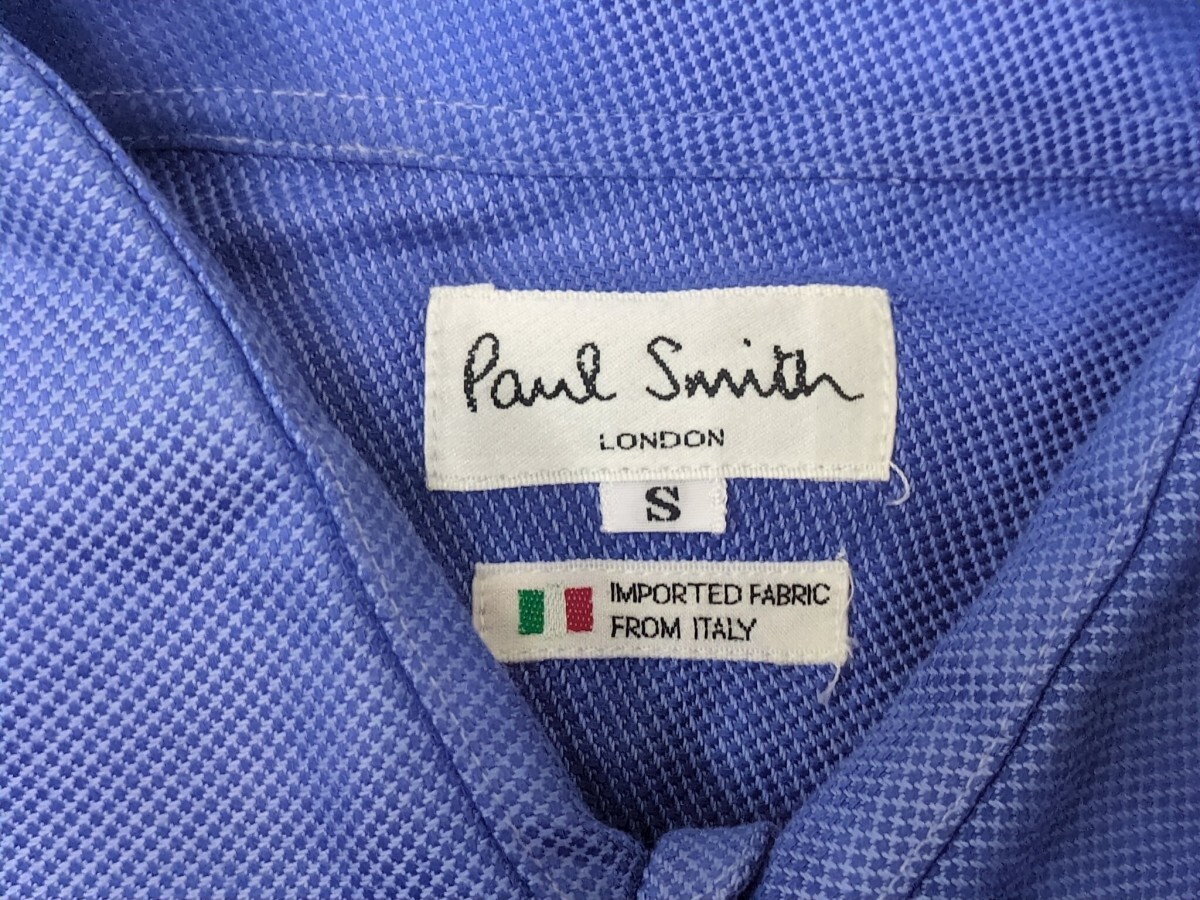 Paul Smith
LONDON
S
IMPORTED FABRIC
FROM ITALY